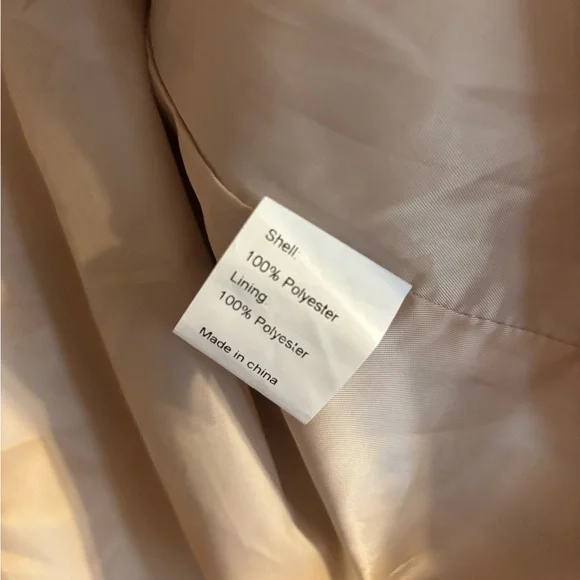 Shell:
100% Polyester
Lining
100% Polyester
Made in china